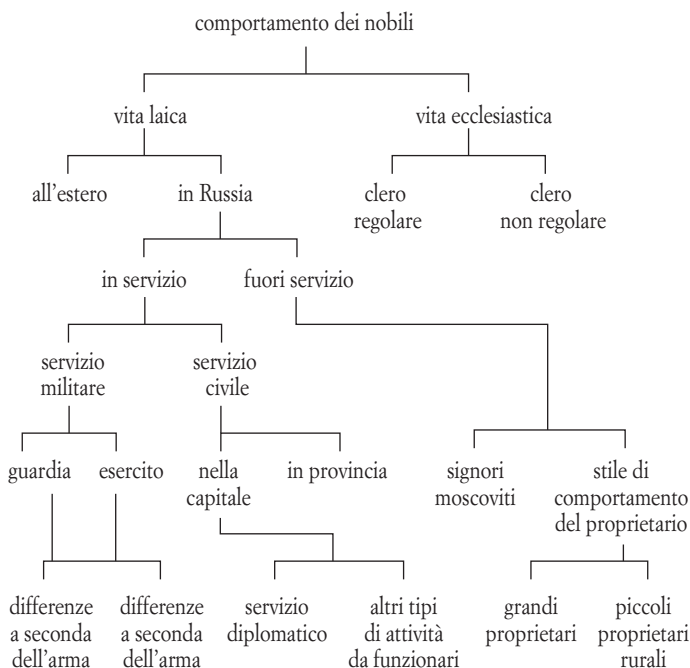 comportamento dei nobili
vita laica
vita ecclesiastica
all'estero
in Russia
clero
regolare
clero
non regolare
in servizio
fuori servizio
servizio
militare
servizio
civile
guardia
esercito
nella
capitale
in provincia
signori
moscoviti
stile di
comportamento
del proprietario
differenze
a seconda
dell'arma
differenze
a seconda
dell'arma
servizio
diplomatico
altri tipi
di attività
da funzionari
grandi
proprietari
piccoli
proprietari
rurali